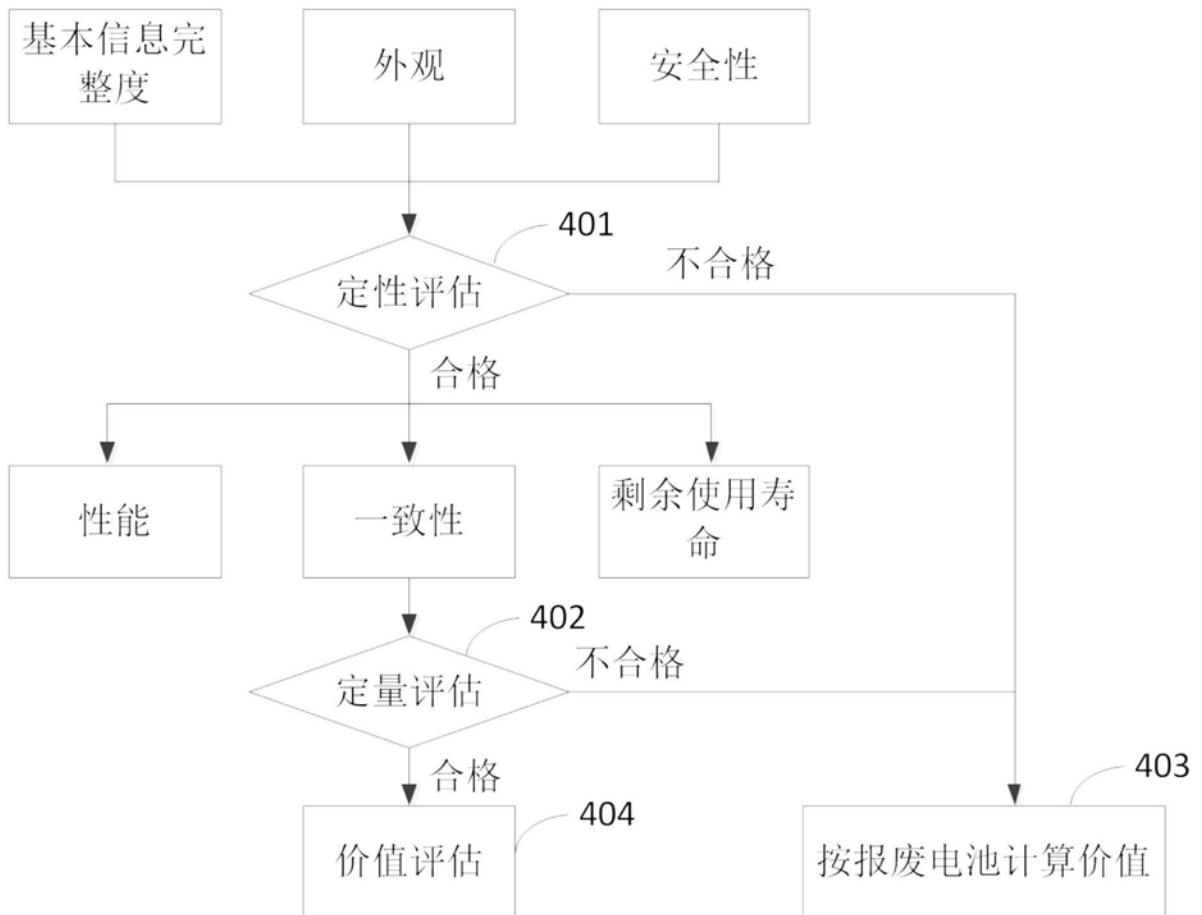 基本信息完
整度
外观
安全性
401
不合格
定性评估
合格
性能
一致性
剩余使用寿
命
402
不合格
定量评估
合格
403
404
价值评估
按报废电池计算价值